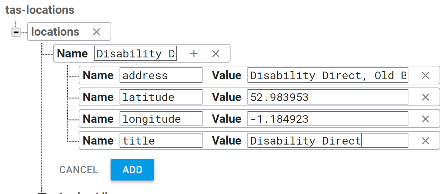 tas-locations
locations
Name Disability D
Name address Value Disability Direct, Old B
Name latitude Value 52.983953
Name longitude Value -1.184923
Name title Value Disability Direct
CANCEL ADD